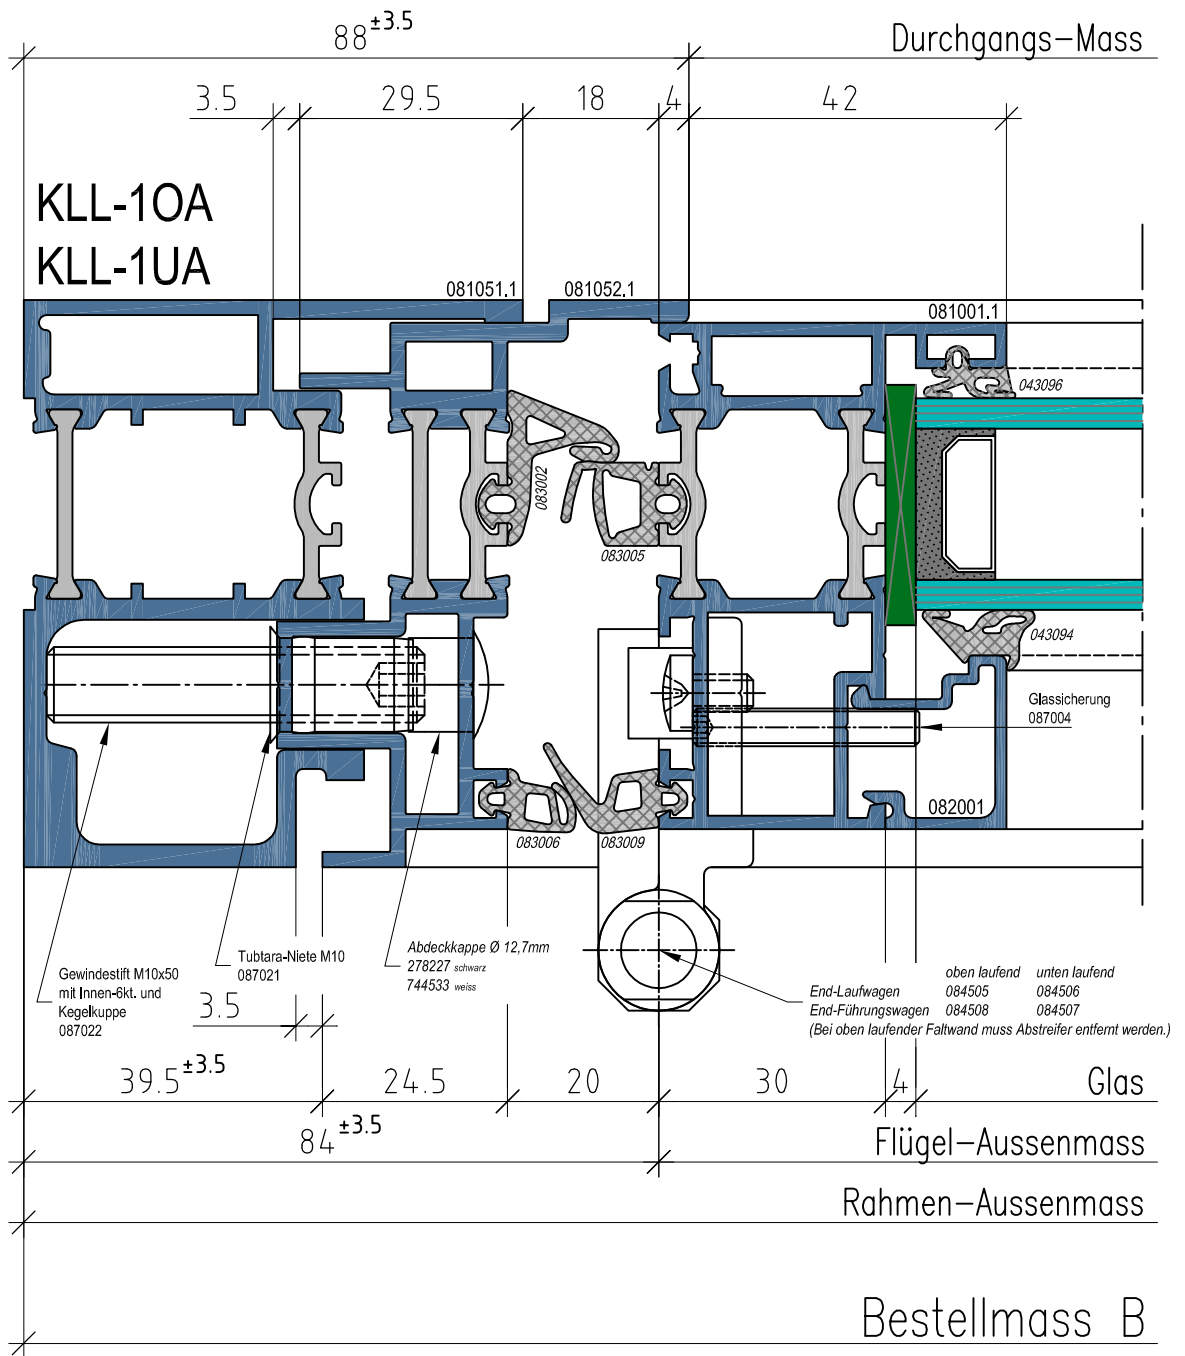 88±3.5
Durchgangs-Mass
3.5 29.5 18 4 42
KLL-1OA
KLL-1UA
081051.1 081052.1
081001.1
043096
083002
083005
043094
Glassicherung
087004
082001
083006 083009
Gewindestift M10x50
mit Innen-6kt. und
Kegelkuppe
087022
Tubtara-Niete M10
087021
Abdeckkappe Ø 12,7mm
278227 schwarz
744533 weiss
oben laufend unten laufend
End-Laufwagen 084505 084506
End-Führungswagen 084508 084507
(Bei oben laufender Faltwand muss Abstreifer entfernt werden.)
3.5
39.5±3.5 24.5 20 30 4 Glas
84±3.5 Flügel-Aussenmass
Rahmen-Aussenmass
Bestellmass B